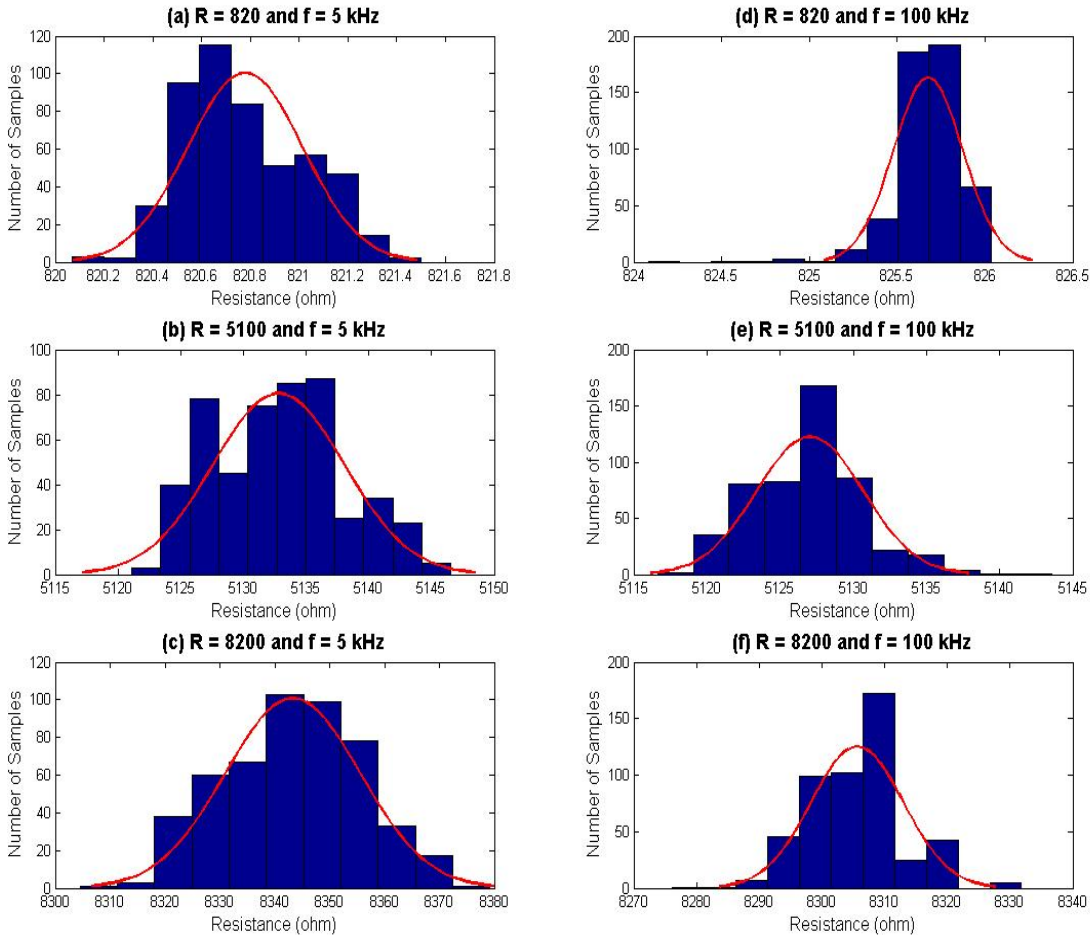 (a) R = 820 and f = 5 kHz
Number of Samples
120
100
80
60
40
20
0
820 820.2 820.4 820.6 820.8 821 821.2 821.4 821.6 821.8
Resistance (ohm)
(d) R = 820 and f = 100 kHz
Number of Samples
200
150
100
50
0
824 824.5 825 825.5 826 826.5
Resistance (ohm)
(b) R = 5100 and f = 5 kHz
Number of Samples
100
80
60
40
20
0
5115 5120 5125 5130 5135 5140 5145 5150
Resistance (ohm)
(e) R = 5100 and f = 100 kHz
Number of Samples
200
150
100
50
0
5115 5120 5125 5130 5135 5140 5145
Resistance (ohm)
(c) R = 8200 and f = 5 kHz
Number of Samples
120
100
80
60
40
20
0
8300 8310 8320 8330 8340 8350 8360 8370 8380
Resistance (ohm)
(f) R = 8200 and f = 100 kHz
Number of Samples
200
150
100
50
0
8270 8280 8290 8300 8310 8320 8330 8340
Resistance (ohm)